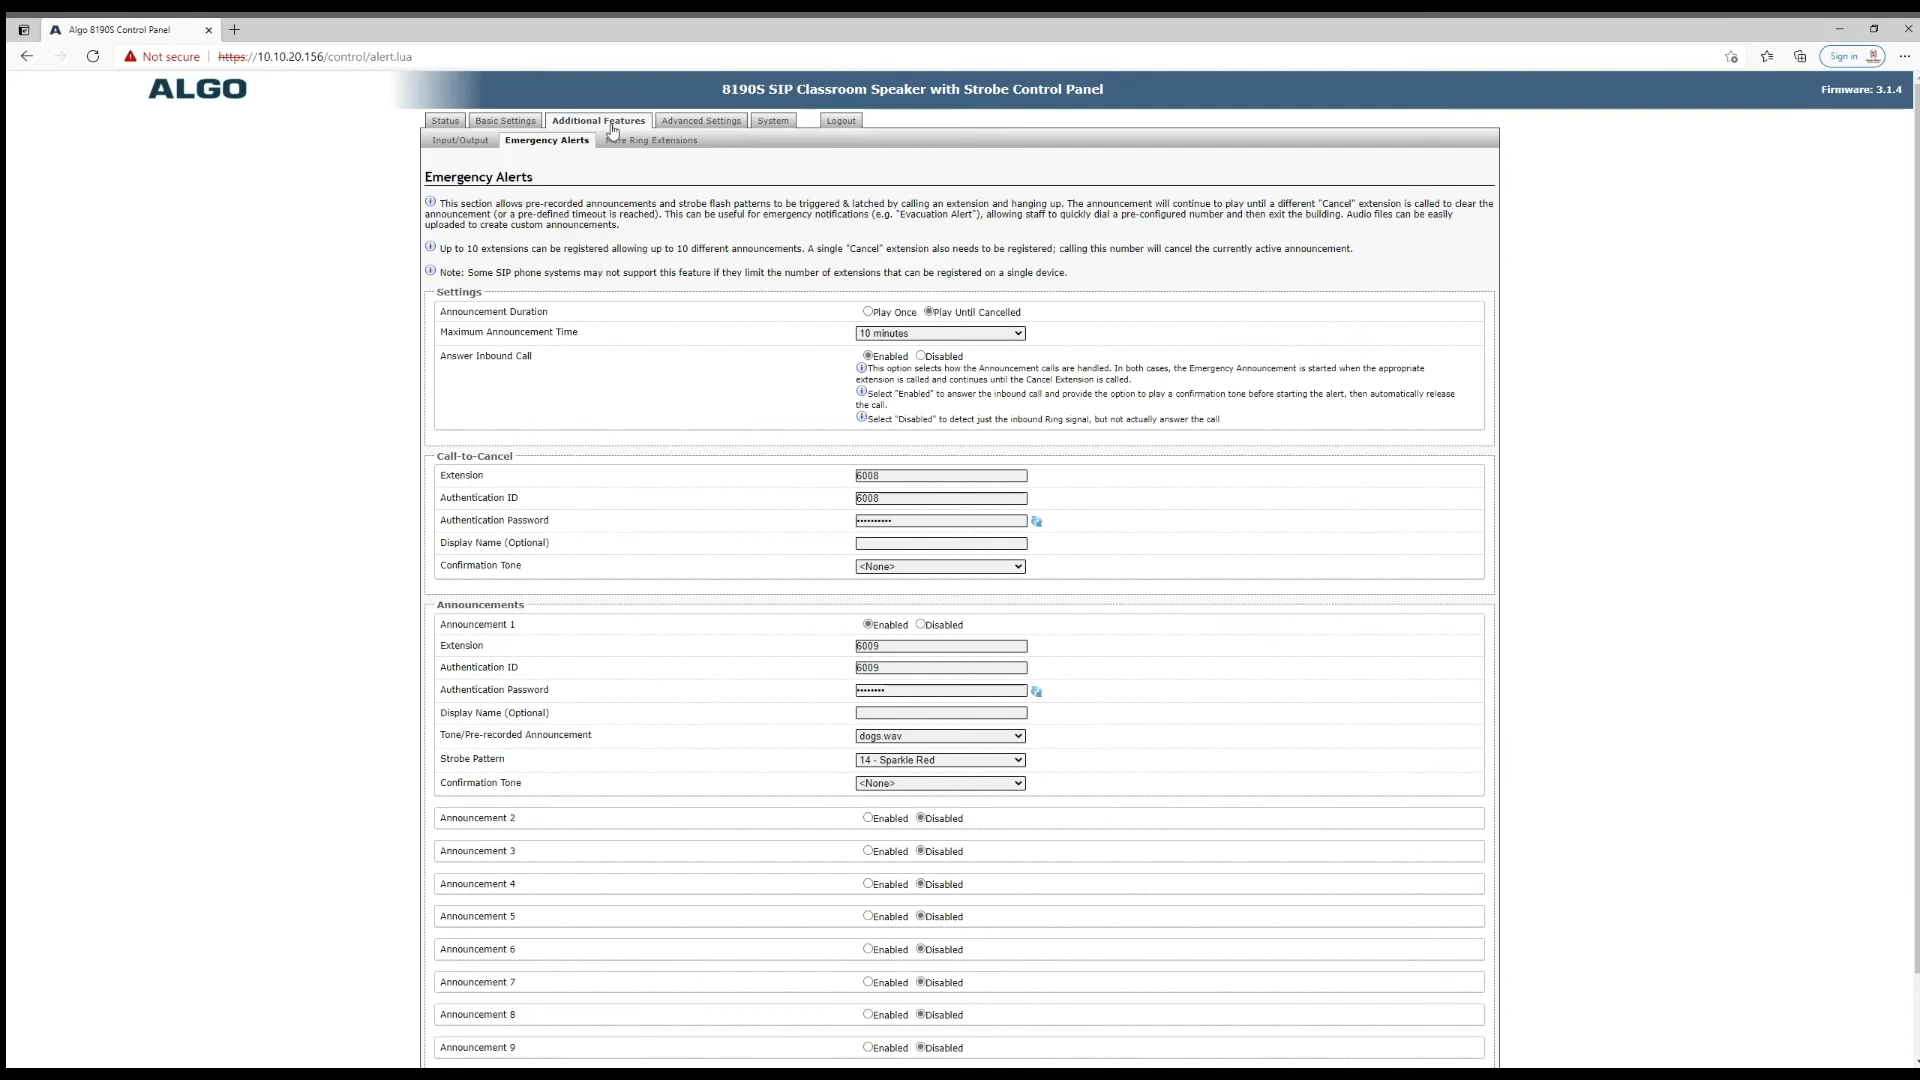 Algo 8190S Control Panel
Not secure https://10.10.20.156/control/alert.lua
Sign in
ALGO
8190S SIP Classroom Speaker with Strobe Control Panel
Firmware: 3.1.4
Status Basic Settings Additional Features Advanced Settings System Logout
Input/Output Emergency Alerts Ring Extensions
Emergency Alerts
This section allows pre-recorded announcements and strobe flash patterns to be triggered & latched by calling an extension and hanging up. The announcement will continue to play until a different "Cancel" extension is called to clear the
announcement (or a pre-defined timeout is reached). This can be useful for emergency notifications (e.g. "Evacuation Alert"), allowing staff to quickly dial a pre-configured number and then exit the building. Audio files can be easily
uploaded to create custom announcements.
Up to 10 extensions can be registered allowing up to 10 different announcements. A single "Cancel" extension also needs to be registered; calling this number will cancel the currently active announcement.
Note: Some SIP phone systems may not support this feature if they limit the number of extensions that can be registered on a single device.
Settings
Announcement Duration Play Once Play Until Cancelled
Maximum Announcement Time 10 minutes
Answer Inbound Call Enabled Disabled
This option selects how the Announcement calls are handled. In both cases, the Emergency Announcement is started when the appropriate
extension is called and continues until the Cancel Extension is called.
Select "Enabled" to answer the inbound call and provide the option to play a confirmation tone before starting the alert, then automatically release
the call.
Select "Disabled" to detect just the inbound Ring signal, but not actually answer the call
Call-to-Cancel
Extension 6008
Authentication ID 6008
Authentication Password ••••••••••
Display Name (Optional)
Confirmation Tone <None>
Announcements
Announcement 1 Enabled Disabled
Extension 6009
Authentication ID 6009
Authentication Password ••••••••
Display Name (Optional)
Tone/Pre-recorded Announcement dogs.wav
Strobe Pattern 14 - Sparkle Red
Confirmation Tone <None>
Announcement 2 Enabled Disabled
Announcement 3 Enabled Disabled
Announcement 4 Enabled Disabled
Announcement 5 Enabled Disabled
Announcement 6 Enabled Disabled
Announcement 7 Enabled Disabled
Announcement 8 Enabled Disabled
Announcement 9 Enabled Disabled